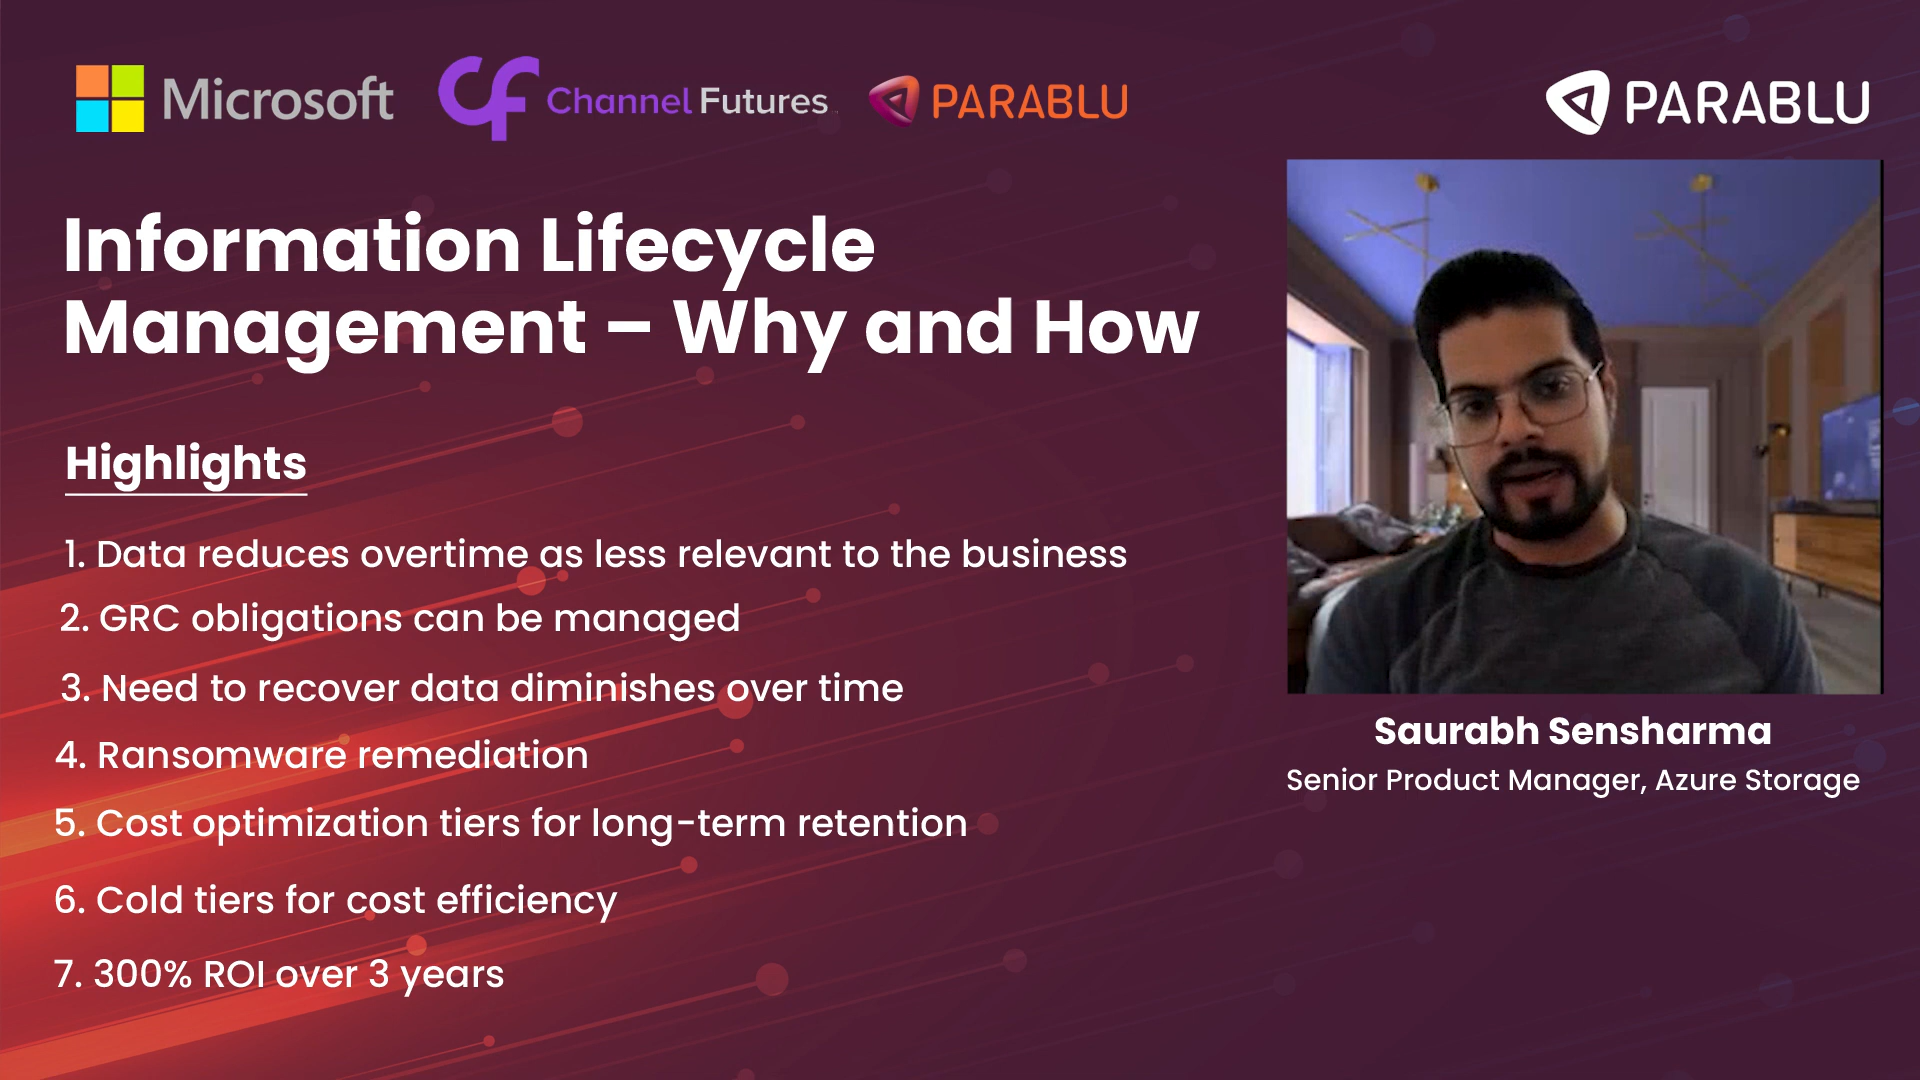 Microsoft
CF Channel Futures
PARABLU
PARABLU
Information Lifecycle
Management – Why and How
Highlights
1. Data reduces overtime as less relevant to the business
2. GRC obligations can be managed
3. Need to recover data diminishes over time
4. Ransomware remediation
5. Cost optimization tiers for long-term retention
6. Cold tiers for cost efficiency
7. 300% ROI over 3 years
Saurabh Sensharma
Senior Product Manager, Azure Storage